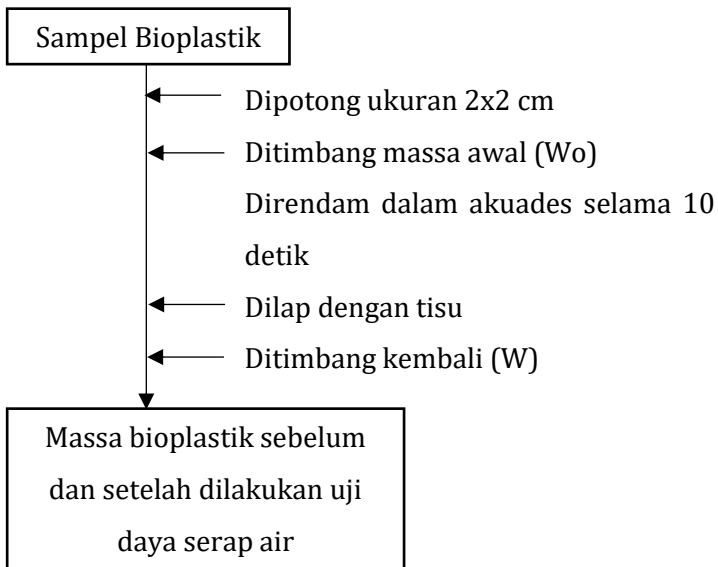 Sampel Bioplastik
Dipotong ukuran 2x2 cm
Ditimbang massa awal (Wo)
Direndam dalam akuades selama 10
detik
Dilap dengan tisu
Ditimbang kembali (W)
Massa bioplastik sebelum
dan setelah dilakukan uji
daya serap air